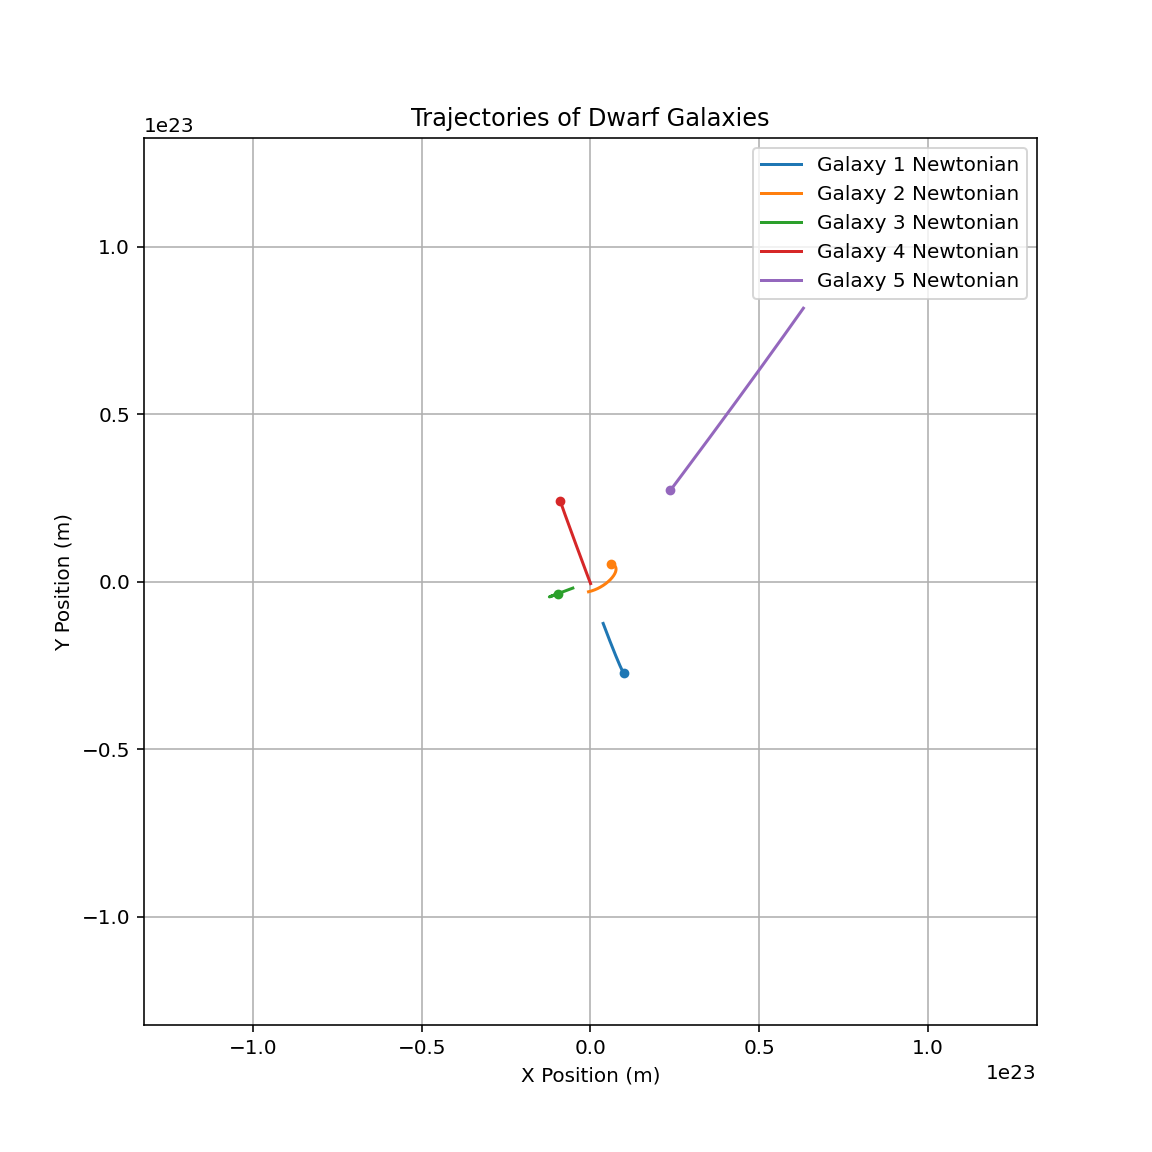 Trajectories of Dwarf Galaxies
1e23
Galaxy 1 Newtonian
Galaxy 2 Newtonian
Galaxy 3 Newtonian
Galaxy 4 Newtonian
Galaxy 5 Newtonian
1.0
0.5
0.0
−0.5
−1.0
Y Position (m)
−1.0
−0.5
0.0
0.5
1.0
X Position (m)
1e23